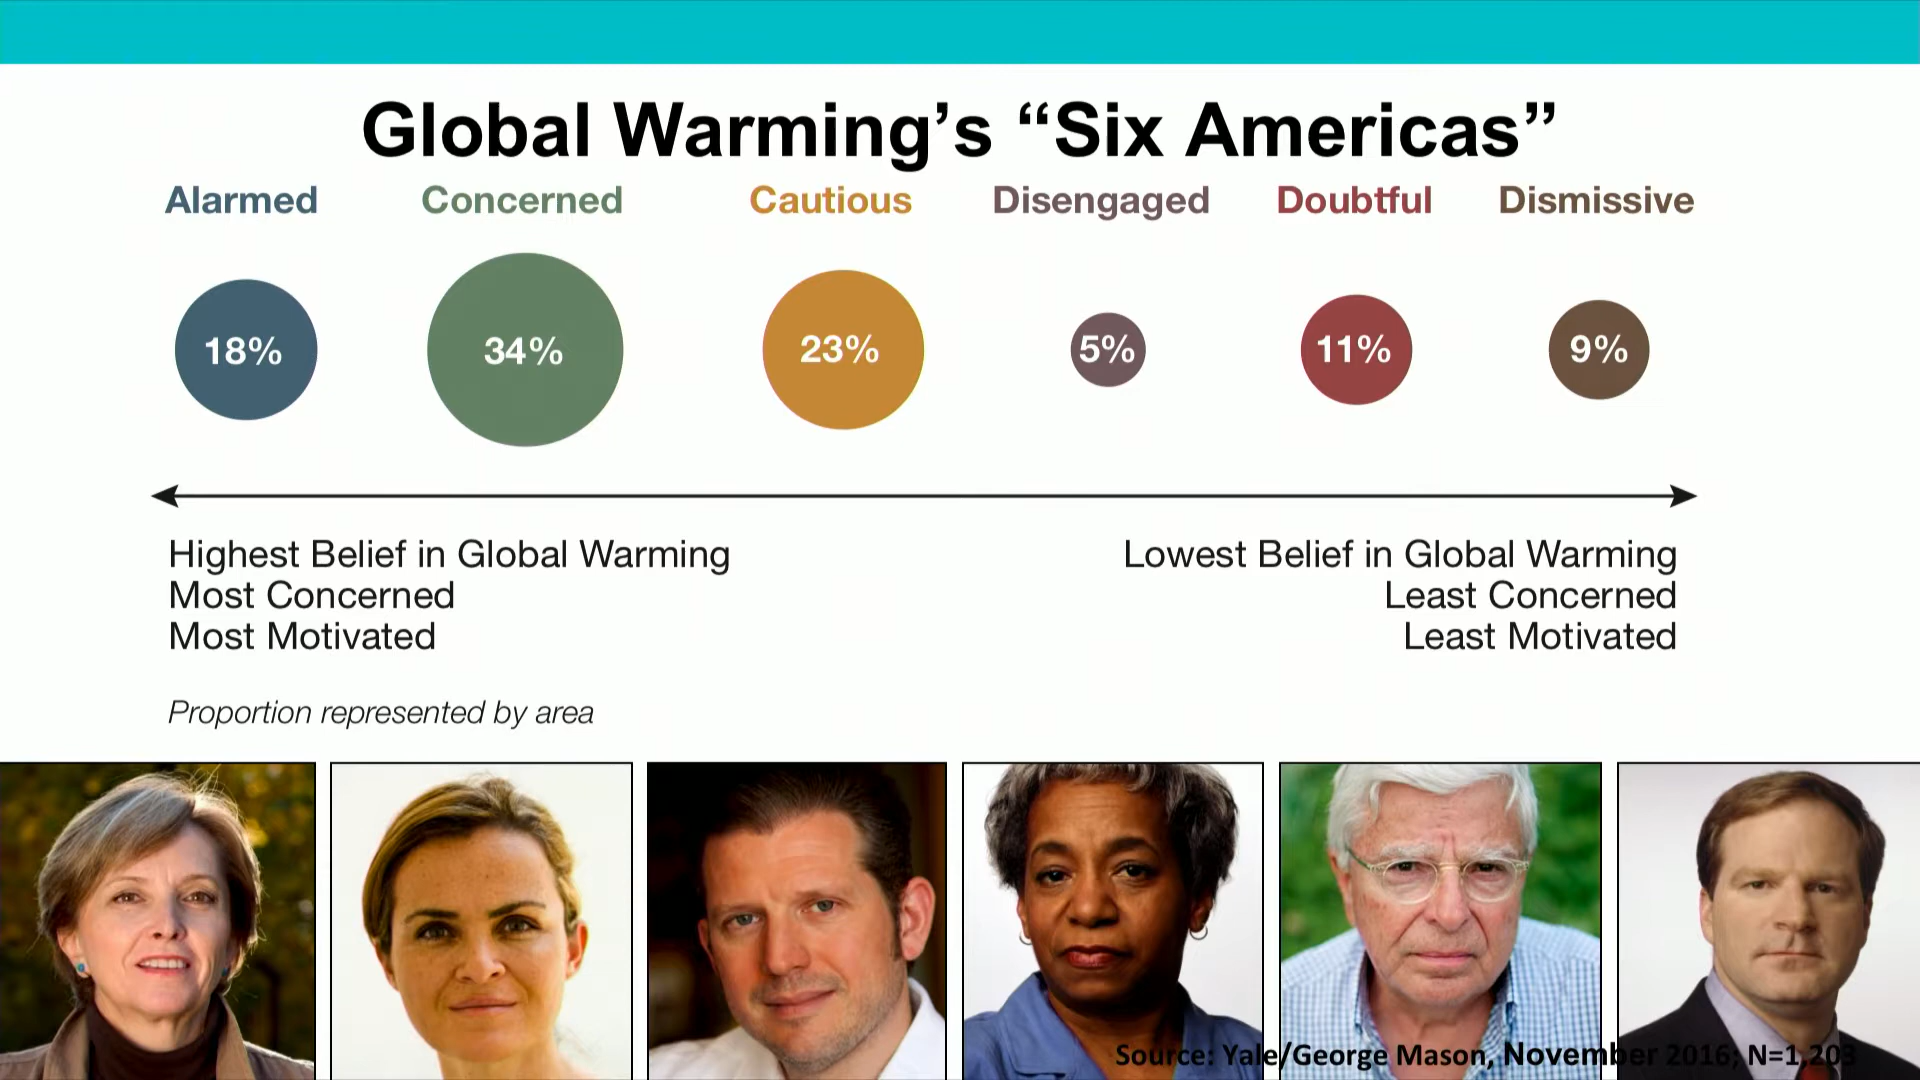 Global Warming’s “Six Americas”
Alarmed Concerned Cautious Disengaged Doubtful Dismissive
18% 34% 23% 5% 11% 9%
Highest Belief in Global Warming
Most Concerned
Most Motivated
Lowest Belief in Global Warming
Least Concerned
Least Motivated
Proportion represented by area
Source: Yale/George Mason, November 2016; N=1,203